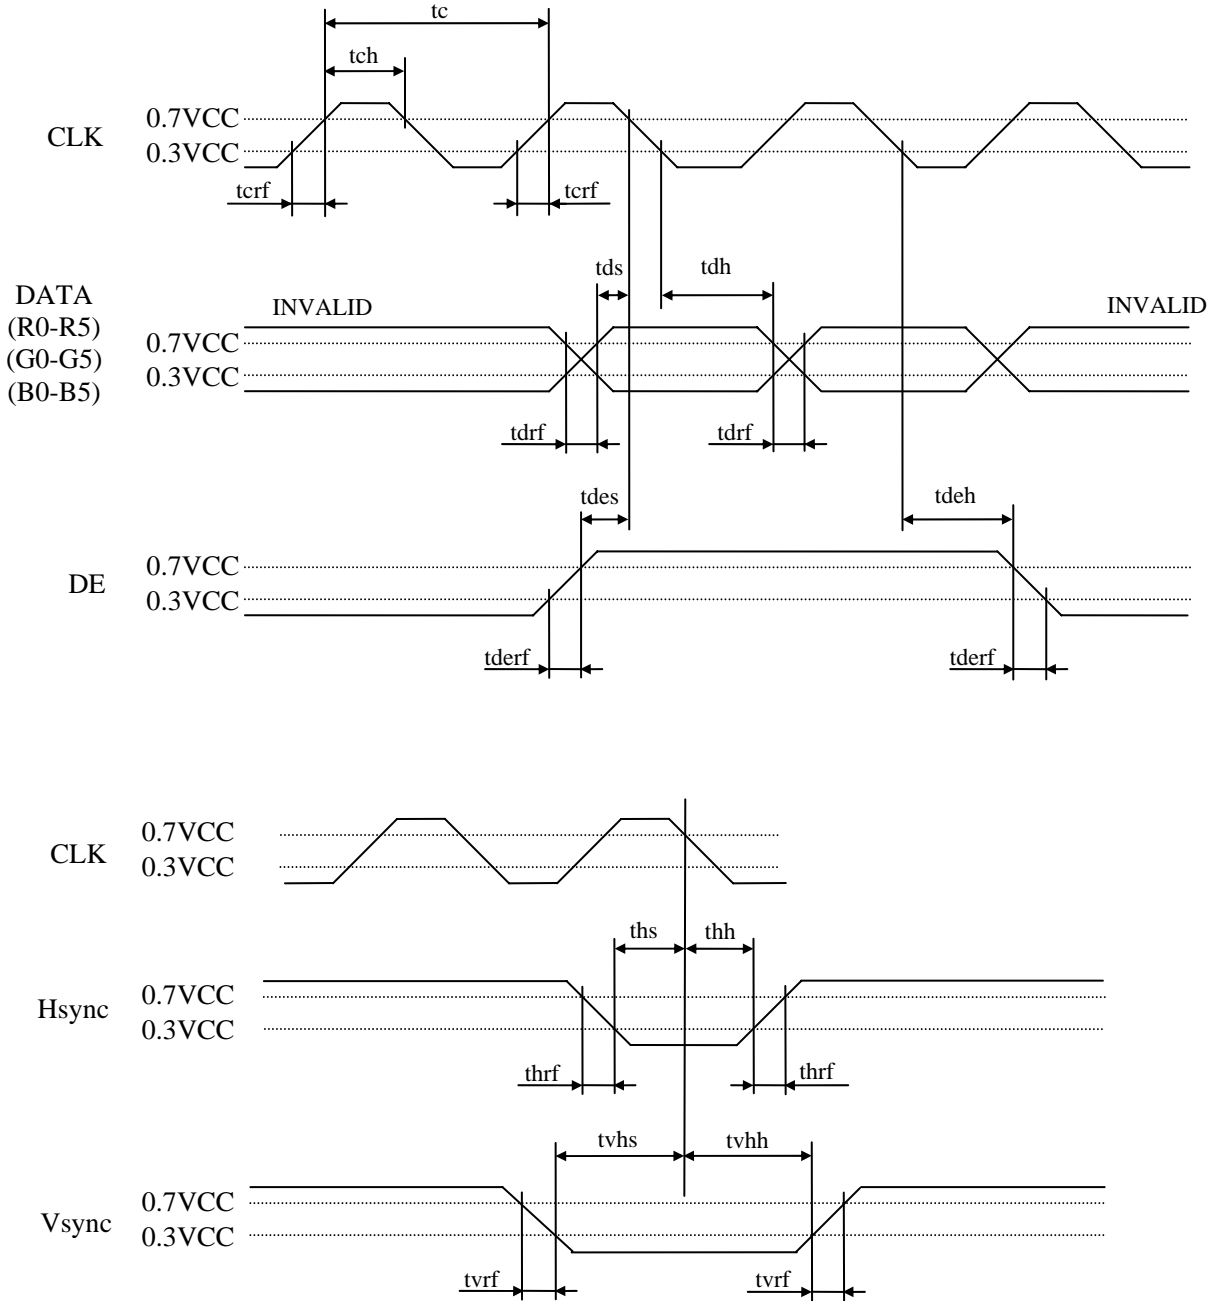 tc
tch
0.7VCC
CLK
0.3VCC
tcrf
tcrf
tds
tdh
DATA
(R0-R5)
(G0-G5)
(B0-B5)
INVALID
INVALID
0.7VCC
0.3VCC
tdrf
tdrf
tdes
tdeh
0.7VCC
DE
0.3VCC
tderf
tderf
0.7VCC
CLK
0.3VCC
ths
thh
0.7VCC
Hsync
0.3VCC
thrf
thrf
tvhs
tvhh
0.7VCC
Vsync
0.3VCC
tvrf
tvrf